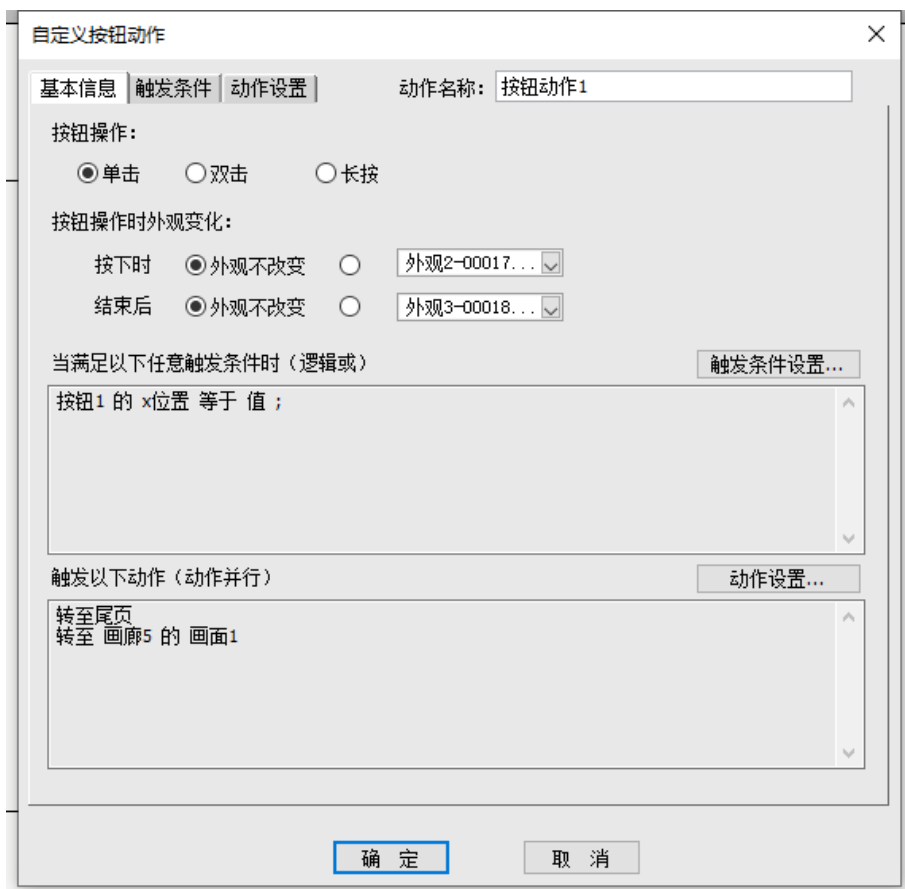 自定义按钮动作
基本信息 触发条件 动作设置 动作名称: 按钮动作1
按钮操作:
单击 双击 长按
按钮操作时外观变化:
按下时 外观不改变 外观2-00017...
结束后 外观不改变 外观3-00018...
当满足以下任意触发条件时（逻辑或） 触发条件设置...
按钮1 的 x位置 等于 值 ;
触发以下动作（动作并行） 动作设置...
转至尾页
转至 画廊5 的 画面1
确 定 取 消